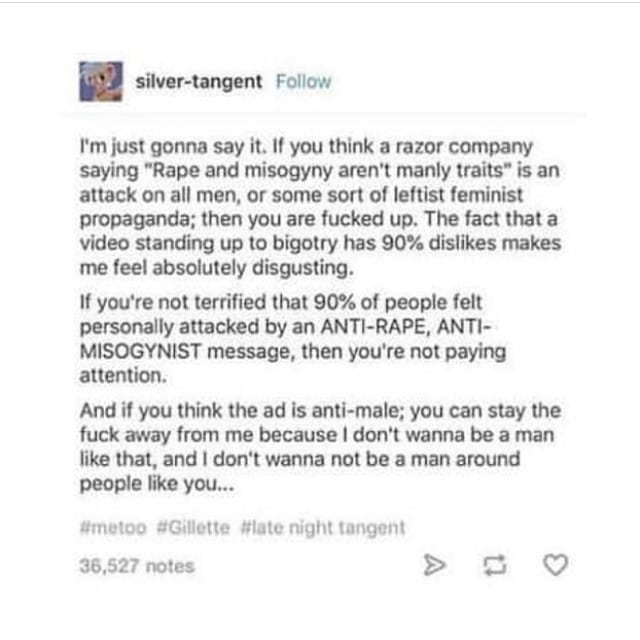 silver-tangent Follow
I'm just gonna say it. If you think a razor company
saying "Rape and misogyny aren't manly traits" is an
attack on all men, or some sort of leftist feminist
propaganda; then you are fucked up. The fact that a
video standing up to bigotry has 90% dislikes makes
me feel absolutely disgusting.
If you're not terrified that 90% of people felt
personally attacked by an ANTI-RAPE, ANTI-
MISOGYNIST message, then you're not paying
attention.
And if you think the ad is anti-male; you can stay the
fuck away from me because I don't wanna be a man
like that, and I don't wanna not be a man around
people like you...
#metoo #Gillette #late night tangent
36,527 notes